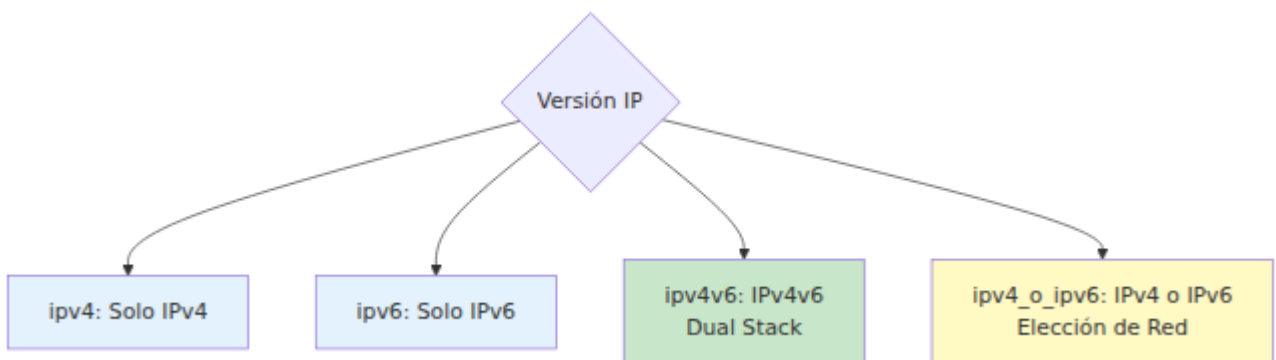 Versión IP
ipv4: Solo IPv4
ipv6: Solo IPv6
ipv4v6: IPv4v6
Dual Stack
ipv4_o_ipv6: IPv4 o IPv6
Elección de Red